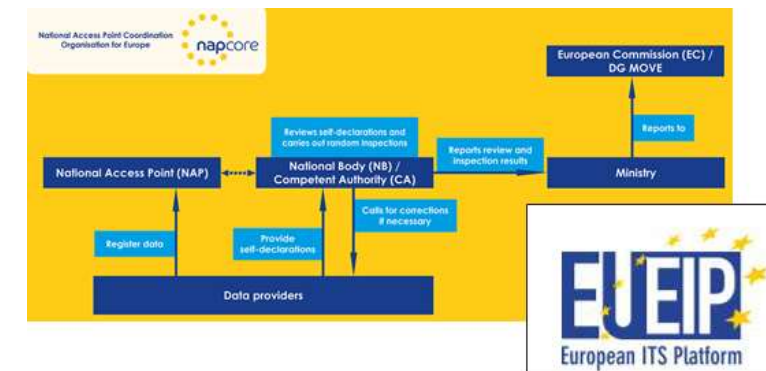 National Access Point Coordination
Organisation for Europe
napcore
European Commission (EC) /
DG MOVE
Reviews self-declarations and
carries out random inspections
Reports review and
inspection results
Reports to
National Access Point (NAP)
National Body (NB) /
Competent Authority (CA)
Ministry
Calls for corrections
if necessary
Register data
Provide
self-declarations
Data providers
EUEIP
European ITS Platform